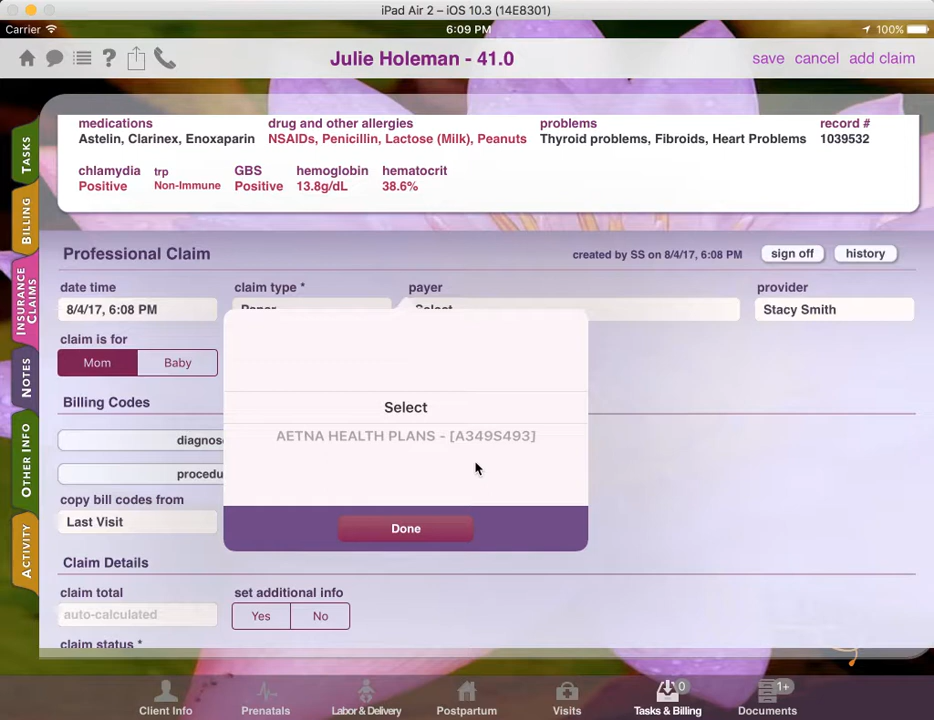 iPad Air 2 – iOS 10.3 (14E8301)
Carrier 6:09 PM 100%
Julie Holeman - 41.0 save cancel add claim
medications drug and other allergies problems record #
Astelin, Clarinex, Enoxaparin NSAIDs, Penicillin, Lactose (Milk), Peanuts Thyroid problems, Fibroids, Heart Problems 1039532
chlamydia trp GBS hemoglobin hematocrit
Positive Non-Immune Positive 13.8g/dL 38.6%
TASKS
BILLING
INSURANCE
CLAIMS
NOTES
OTHER INFO
ACTIVITY
Professional Claim created by SS on 8/4/17, 6:08 PM sign off history
date time claim type * payer provider
8/4/17, 6:08 PM Paper Select Stacy Smith
claim is for
Mom Baby
Billing Codes
Select
diagnos
AETNA HEALTH PLANS - [A349S493]
procedu
copy bill codes from
Last Visit
Done
Claim Details
claim total set additional info
auto-calculated Yes No
claim status *
0 1+
Client Info Prenatals Labor & Delivery Postpartum Visits Tasks & Billing Documents